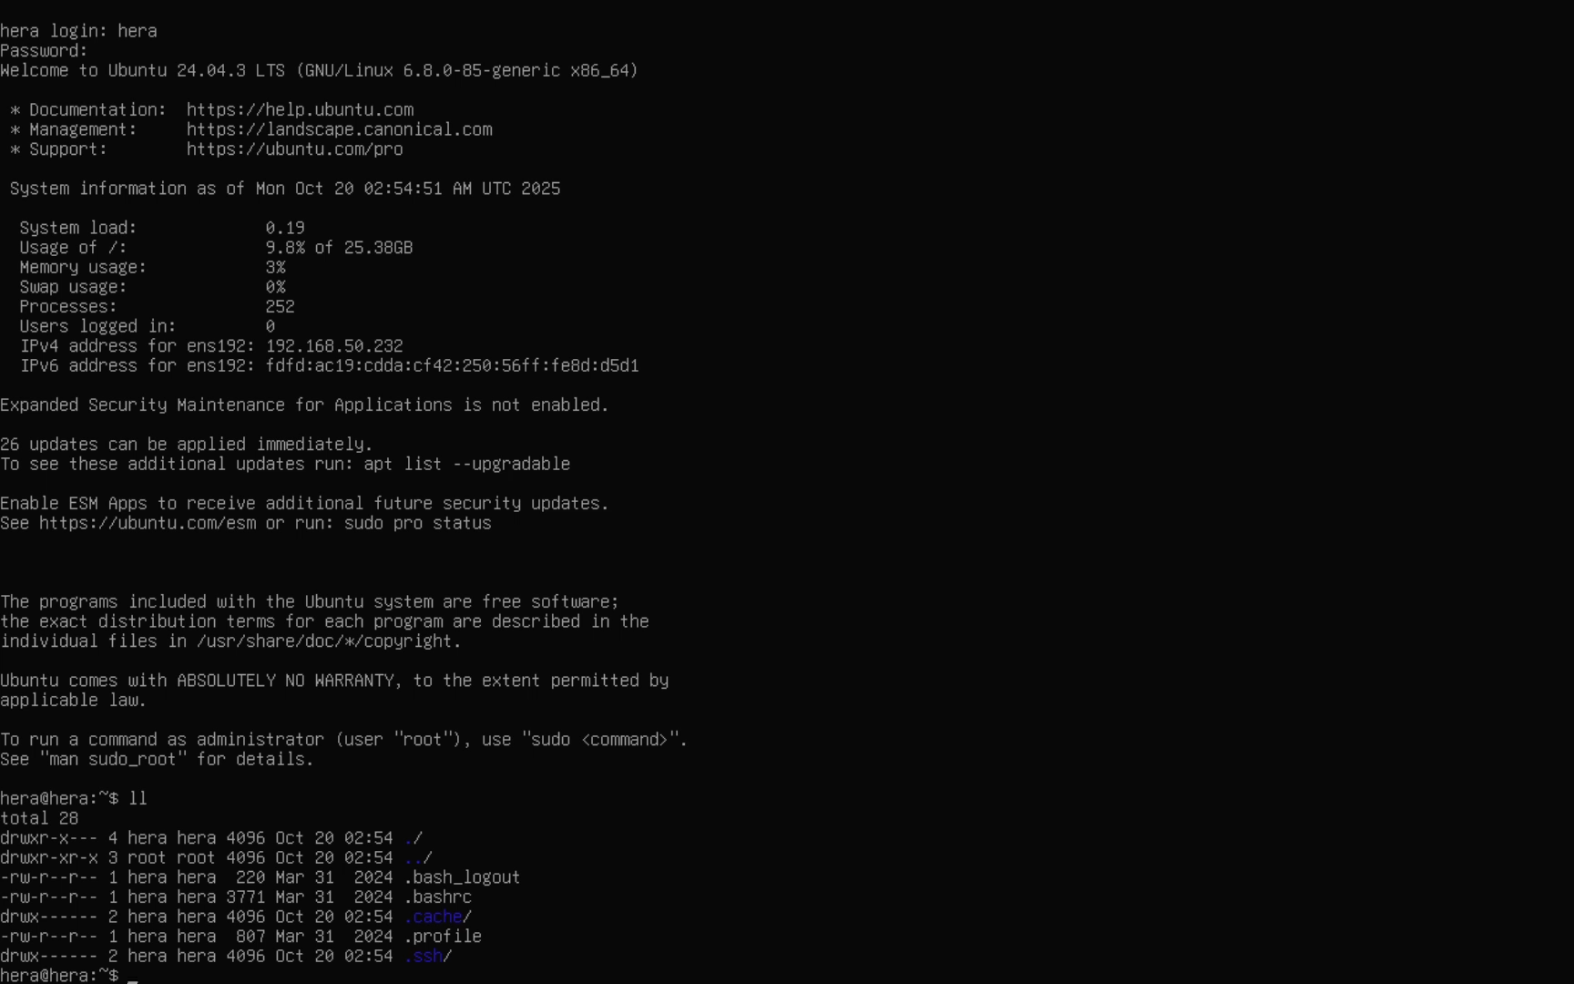 hera login: hera
Password:
Welcome to Ubuntu 24.04.3 LTS (GNU/Linux 6.8.0-85-generic x86_64)
* Documentation:  https://help.ubuntu.com
* Management:     https://landscape.canonical.com
* Support:        https://ubuntu.com/pro
System information as of Mon Oct 20 02:54:51 AM UTC 2025
System load:             0.19
Usage of /:              9.8% of 25.38GB
Memory usage:            3%
Swap usage:              0%
Processes:               252
Users logged in:         0
IPv4 address for ens192: 192.168.50.232
IPv6 address for ens192: fdfd:ac19:cdda:cf42:250:56ff:fe8d:d5d1
Expanded Security Maintenance for Applications is not enabled.
26 updates can be applied immediately.
To see these additional updates run: apt list --upgradable
Enable ESM Apps to receive additional future security updates.
See https://ubuntu.com/esm or run: sudo pro status
The programs included with the Ubuntu system are free software;
the exact distribution terms for each program are described in the
individual files in /usr/share/doc/*/copyright.
Ubuntu comes with ABSOLUTELY NO WARRANTY, to the extent permitted by
applicable law.
To run a command as administrator (user "root"), use "sudo <command>".
See "man sudo_root" for details.
hera@hera:~$ ll
total 28
drwxr-x--- 4 hera hera 4096 Oct 20 02:54 ./
drwxr-xr-x 3 root root 4096 Oct 20 02:54 ../
-rw-r--r-- 1 hera hera  220 Mar 31  2024 .bash_logout
-rw-r--r-- 1 hera hera 3771 Mar 31  2024 .bashrc
drwx------ 2 hera hera 4096 Oct 20 02:54 .cache/
-rw-r--r-- 1 hera hera  807 Mar 31  2024 .profile
drwx------ 2 hera hera 4096 Oct 20 02:54 .ssh/
hera@hera:~$ _